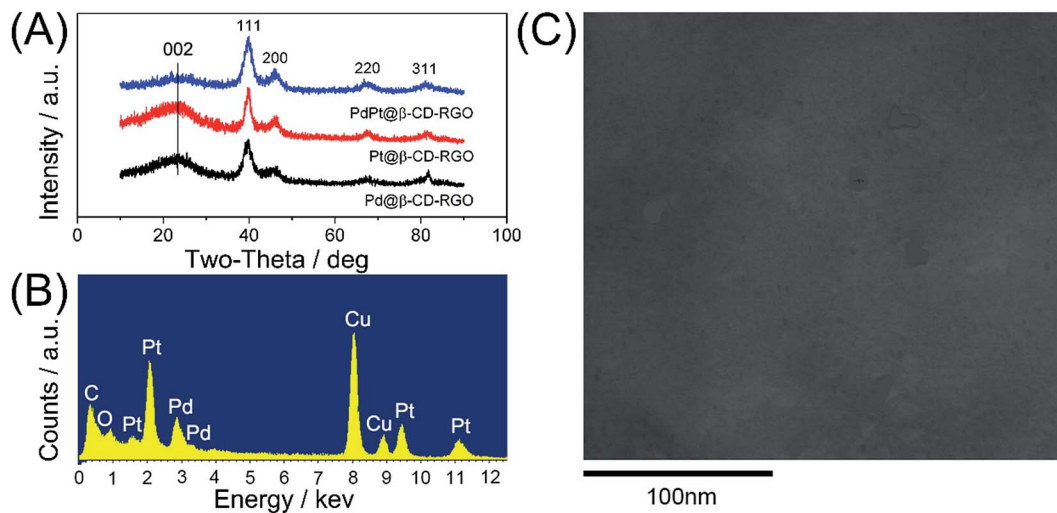 (A)
Intensity / a.u.
002
111
200
220
311
PdPt@β-CD-RGO
Pt@β-CD-RGO
Pd@β-CD-RGO
0 20 40 60 80 100
Two-Theta / deg
(B)
Counts / a.u.
C
O
Pt
Pt
Pd
Pd
Cu
Cu
Pt
Pt
0 1 2 3 4 5 6 7 8 9 10 11 12
Energy / kev
(C)
100nm